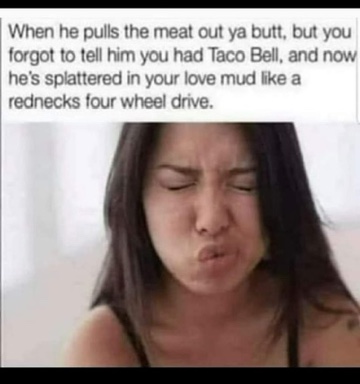 When he pulls the meat out ya butt, but you
forgot to tell him you had Taco Bell, and now
he's splattered in your love mud like a
rednecks four wheel drive.